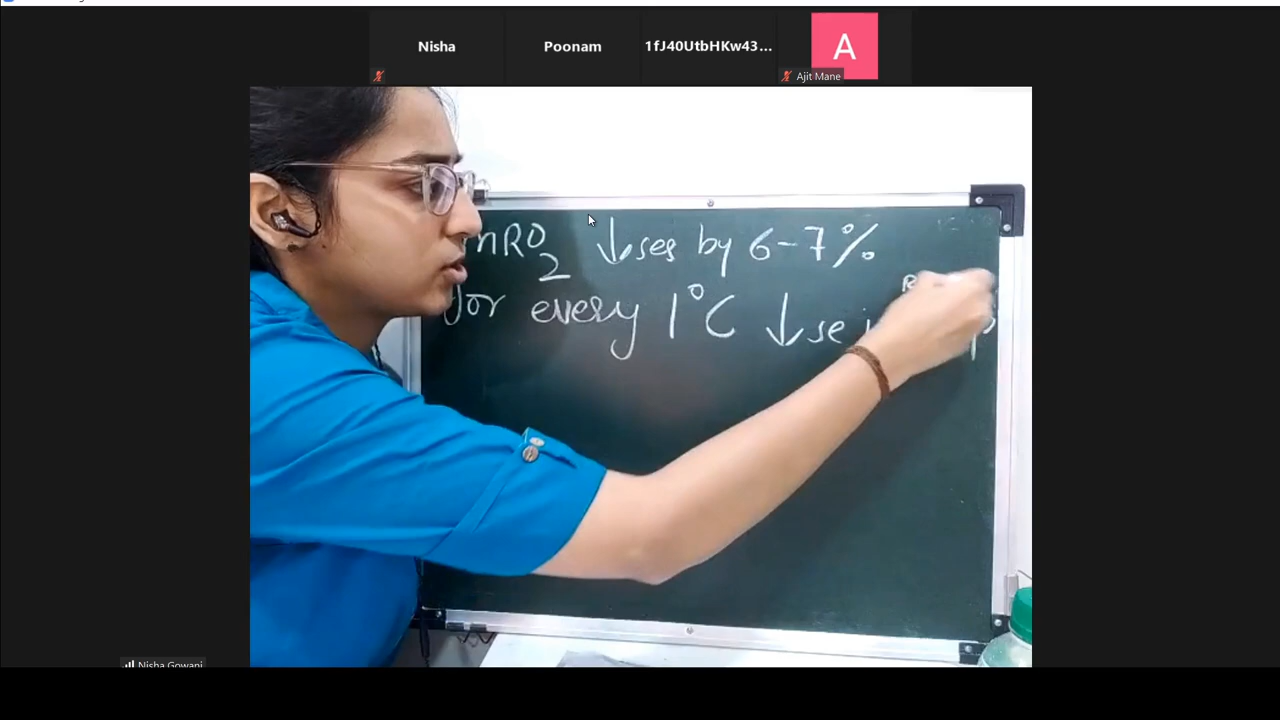 Nisha
Poonam
1fJ40UtbHKw43...
A
Ajit Mane
mRO2 ↓ses by 6-7%
for every 1°C ↓se
Nisha Gowani